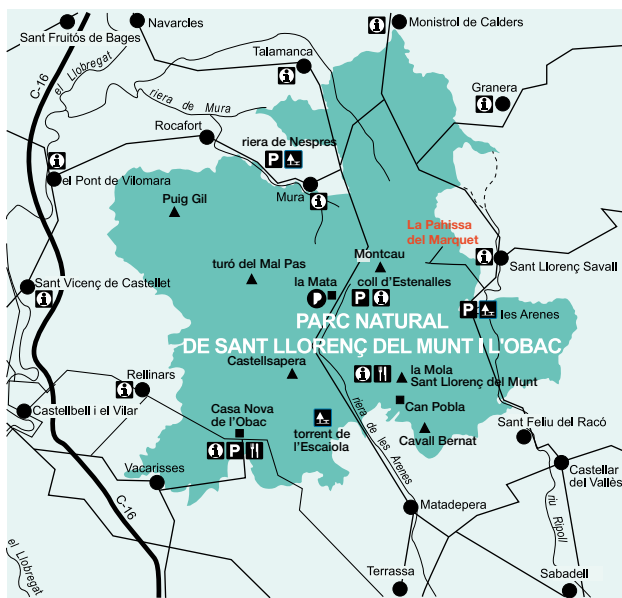 Navarcles
Monistrol de Calders
Sant Fruitós de Bages
el Llobregat
C-16
Talamanca
i
i
Granera
i
riera de Mura
Rocafort
riera de Nespres
P
i
el Pont de Vilomara
Mura
i
Puig Gil
La Pahissa
del Marquet
Montcau
Sant Llorenç Savall
i
turó del Mal Pas
la Mata
coll d'Estenalles
P
P i
Sant Vicenç de Castellet
i
P
les Arenes
PARC NATURAL
DE SANT LLORENÇ DEL MUNT I L'OBAC
Castellsapera
i
la Mola
Sant Llorenç del Munt
Rellinars
i
Can Pobla
Castellbell i el Vilar
Casa Nova
de l'Obac
i P
torrent de
l'Escaiola
riera de les Arenes
Cavall Bernat
Sant Feliu del Racó
Vacarisses
Castellar
del Vallès
C-16
Matadepera
riu Ripoll
el Llobregat
Terrassa
Sabadell